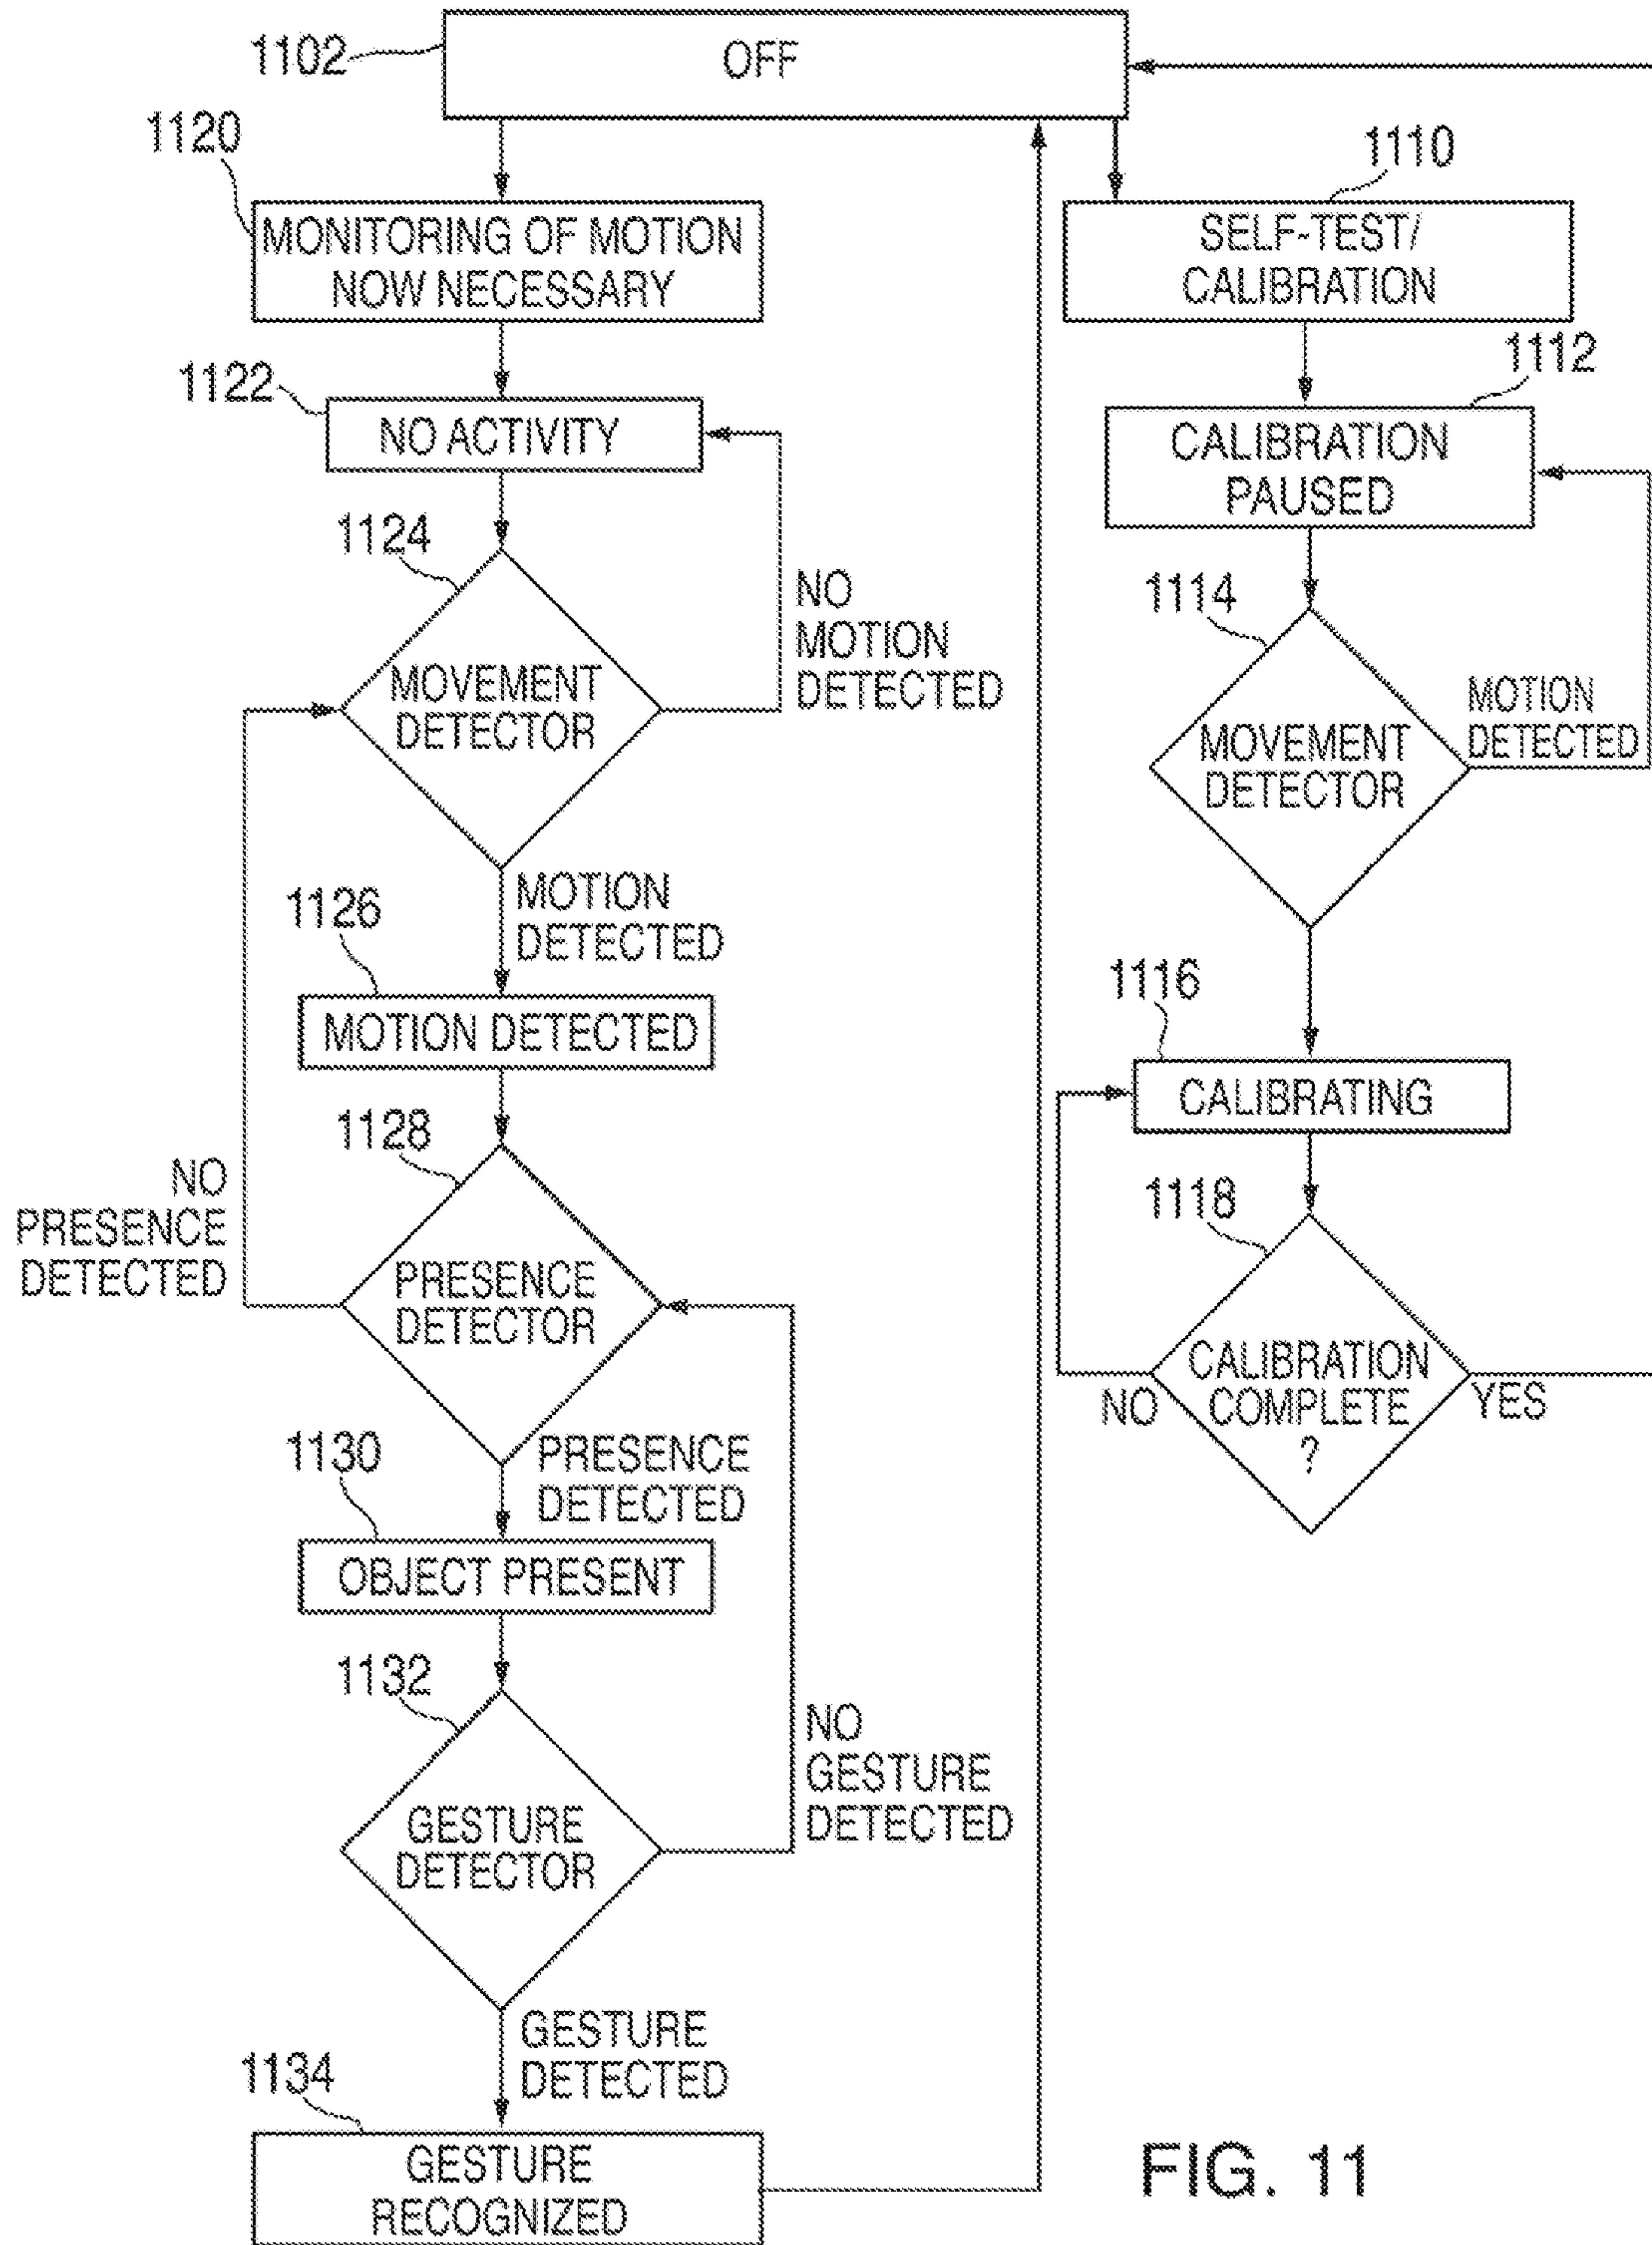 1102
OFF
1120
MONITORING OF MOTION
NOW NECESSARY
1110
SELF-TEST/
CALIBRATION
1122
NO ACTIVITY
1112
CALIBRATION
PAUSED
1124
MOVEMENT
DETECTOR
NO
MOTION
DETECTED
1114
MOVEMENT
DETECTOR
MOTION
DETECTED
MOTION
DETECTED
1126
MOTION DETECTED
1116
CALIBRATING
1128
PRESENCE
DETECTOR
NO
PRESENCE
DETECTED
1118
CALIBRATION
COMPLETE
?
NO
YES
PRESENCE
DETECTED
1130
OBJECT PRESENT
1132
GESTURE
DETECTOR
NO
GESTURE
DETECTED
GESTURE
DETECTED
1134
GESTURE
RECOGNIZED
FIG. 11